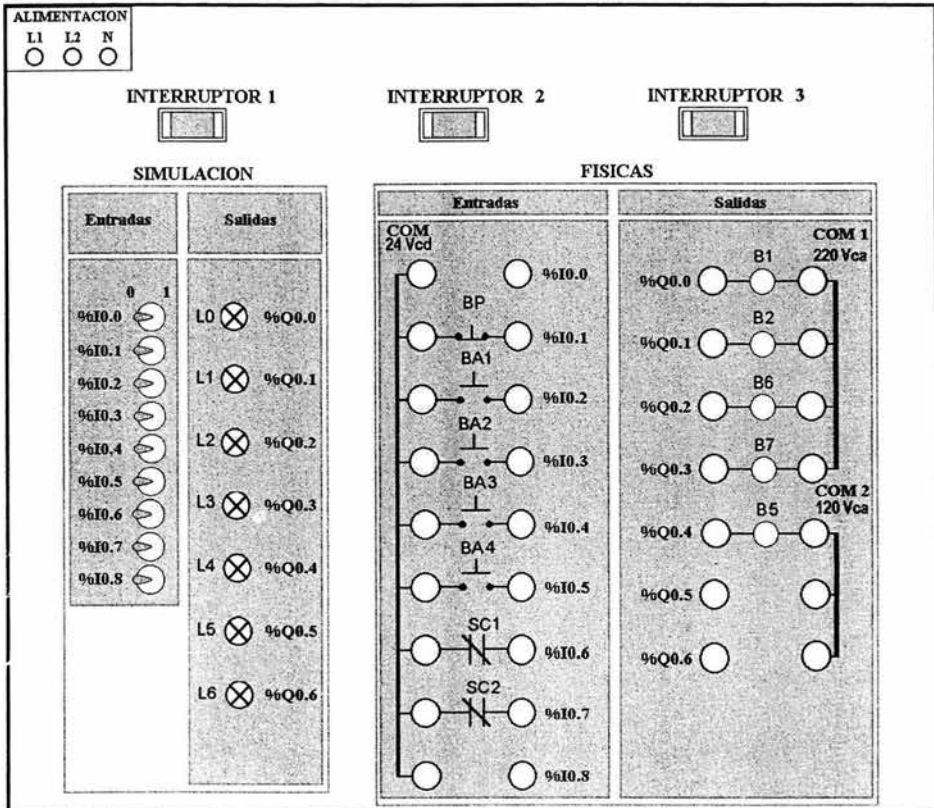 ALIMENTACION
L1 L2 N
INTERRUPTOR 1 INTERRUPTOR 2 INTERRUPTOR 3
SIMULACION
Entradas Salidas
0 1
%I0.0
%I0.1
%I0.2
%I0.3
%I0.4
%I0.5
%I0.6
%I0.7
%I0.8
L0 %Q0.0
L1 %Q0.1
L2 %Q0.2
L3 %Q0.3
L4 %Q0.4
L5 %Q0.5
L6 %Q0.6
FISICAS
Entradas
COM
24 Vcd
%I0.0
BP
%I0.1
BA1
%I0.2
BA2
%I0.3
BA3
%I0.4
BA4
%I0.5
SC1
%I0.6
SC2
%I0.7
%I0.8
Salidas
COM 1
220 Vca
%Q0.0 B1
%Q0.1 B2
%Q0.2 B6
%Q0.3 B7
COM 2
120 Vca
%Q0.4 B5
%Q0.5
%Q0.6